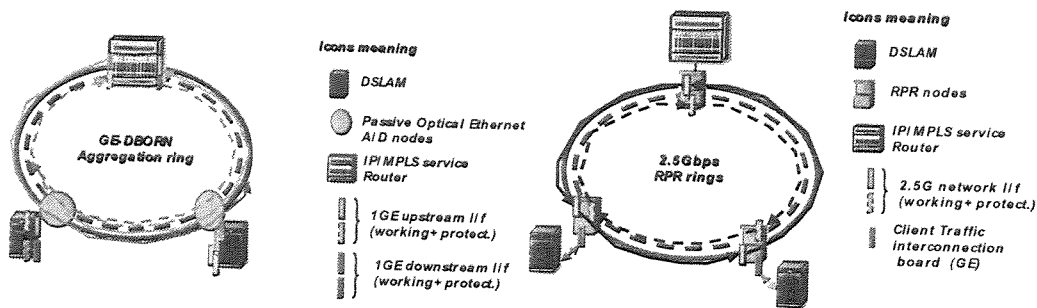 GE-DBORN
Aggregation ring
Icons meaning
DSLAM
Passive Optical Ethernet
A/D nodes
IP/ MPLS service
Router
1GE upstream I/f
(working+ protect.)
1GE downstream I/f
(working+ protect.)
2.5Gbps
RPR rings
Icons meaning
DSLAM
RPR nodes
IP/ MPLS service
Router
2.5G network I/f
(working+ protect.)
Client Traffic
interconnection
board (GE)